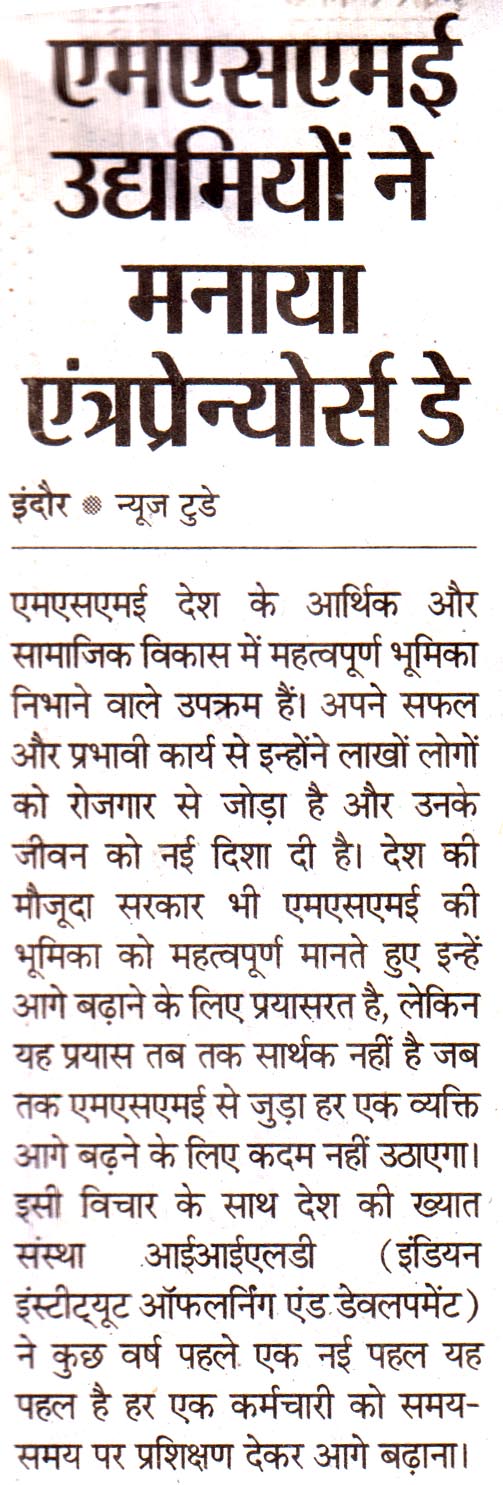 एमएसएमई
उद्यमियों ने
मनाया
एंत्रप्रेन्योर्स डे
इंदौर ● न्यूज टुडे
एमएसएमई देश के आर्थिक और
सामाजिक विकास में महत्वपूर्ण भूमिका
निभाने वाले उपक्रम हैं। अपने सफल
और प्रभावी कार्य से इन्होंने लाखों लोगों
को रोजगार से जोड़ा है और उनके
जीवन को नई दिशा दी है। देश की
मौजूदा सरकार भी एमएसएमई की
भूमिका को महत्वपूर्ण मानते हुए इन्हें
आगे बढ़ाने के लिए प्रयासरत है, लेकिन
यह प्रयास तब तक सार्थक नहीं है जब
तक एमएसएमई से जुड़ा हर एक व्यक्ति
आगे बढ़ने के लिए कदम नहीं उठाएगा।
इसी विचार के साथ देश की ख्यात
संस्था आईआईएलडी (इंडियन
इंस्टीट्यूट ऑफलर्निंग एंड डेवलपमेंट)
ने कुछ वर्ष पहले एक नई पहल यह
पहल है हर एक कर्मचारी को समय-
समय पर प्रशिक्षण देकर आगे बढ़ाना।